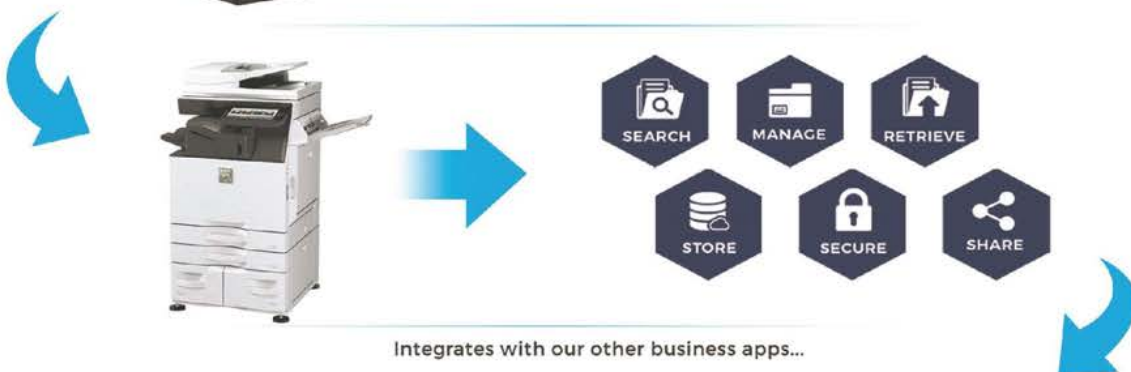 SEARCH
MANAGE
RETRIEVE
STORE
SECURE
SHARE
Integrates with our other business apps...